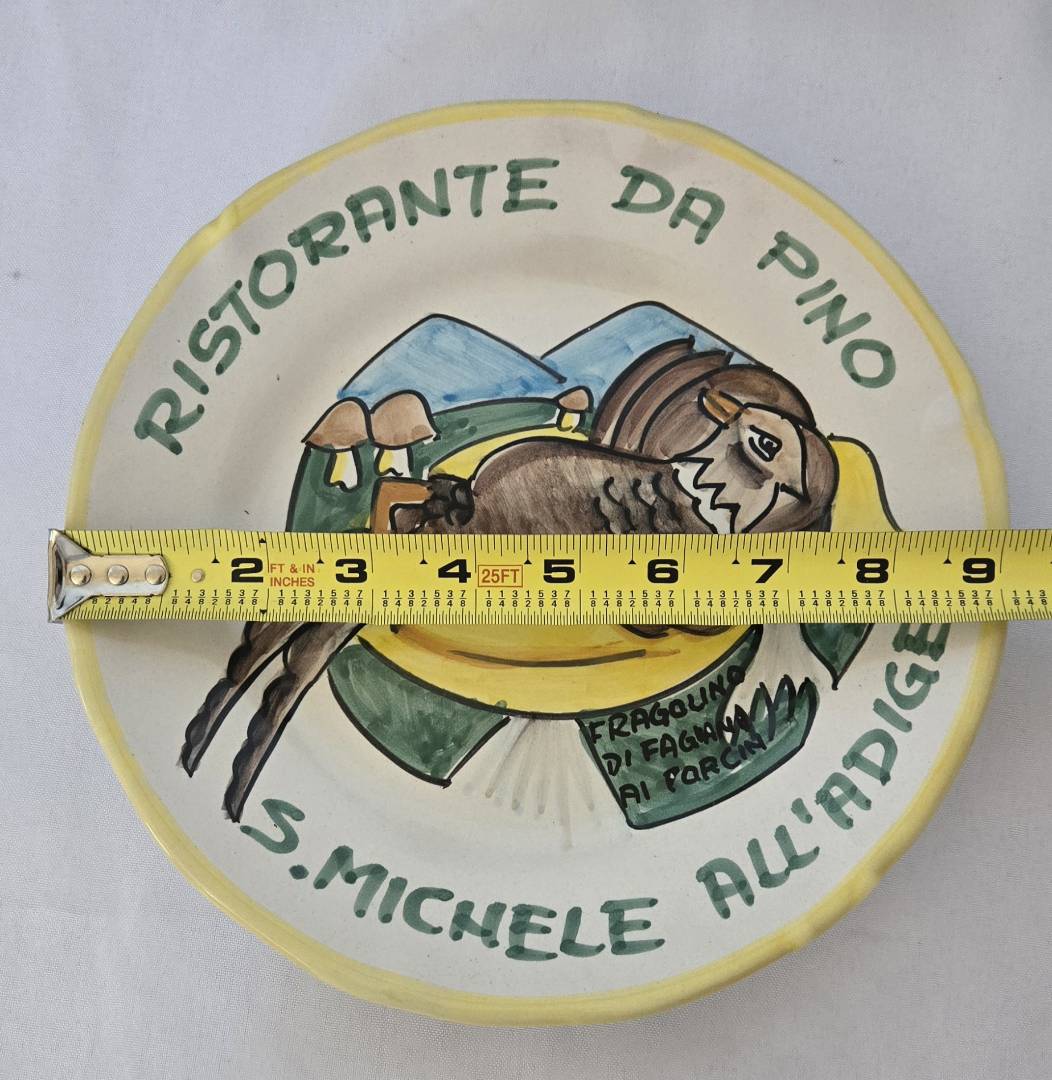 RISTORANTE DA PINO
2 3 4 5 6 7 8 9
FT & IN
INCHES
25FT
FRAGOLINO
DI FAGIANA
AI PORCIN
S. MICHELE ALL'ADIGE